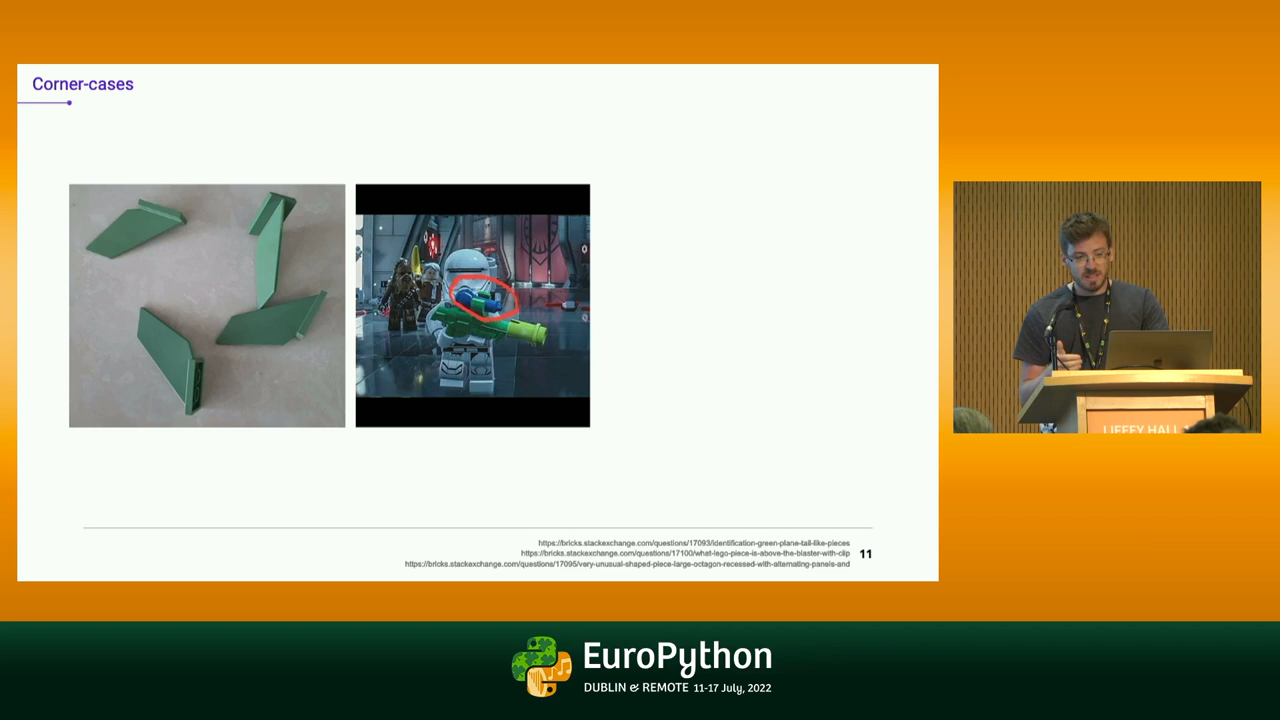 Corner-cases
https://bricks.stackexchange.com/questions/17093/identification-green-plane-tail-like-pieces
https://bricks.stackexchange.com/questions/17100/what-lego-piece-is-above-the-blaster-with-clip
https://bricks.stackexchange.com/questions/17095/very-unusual-shaped-piece-large-octagon-recessed-with-alternating-panels-and
11
LIFFEY HALL 1
EuroPython
DUBLIN & REMOTE 11-17 July, 2022